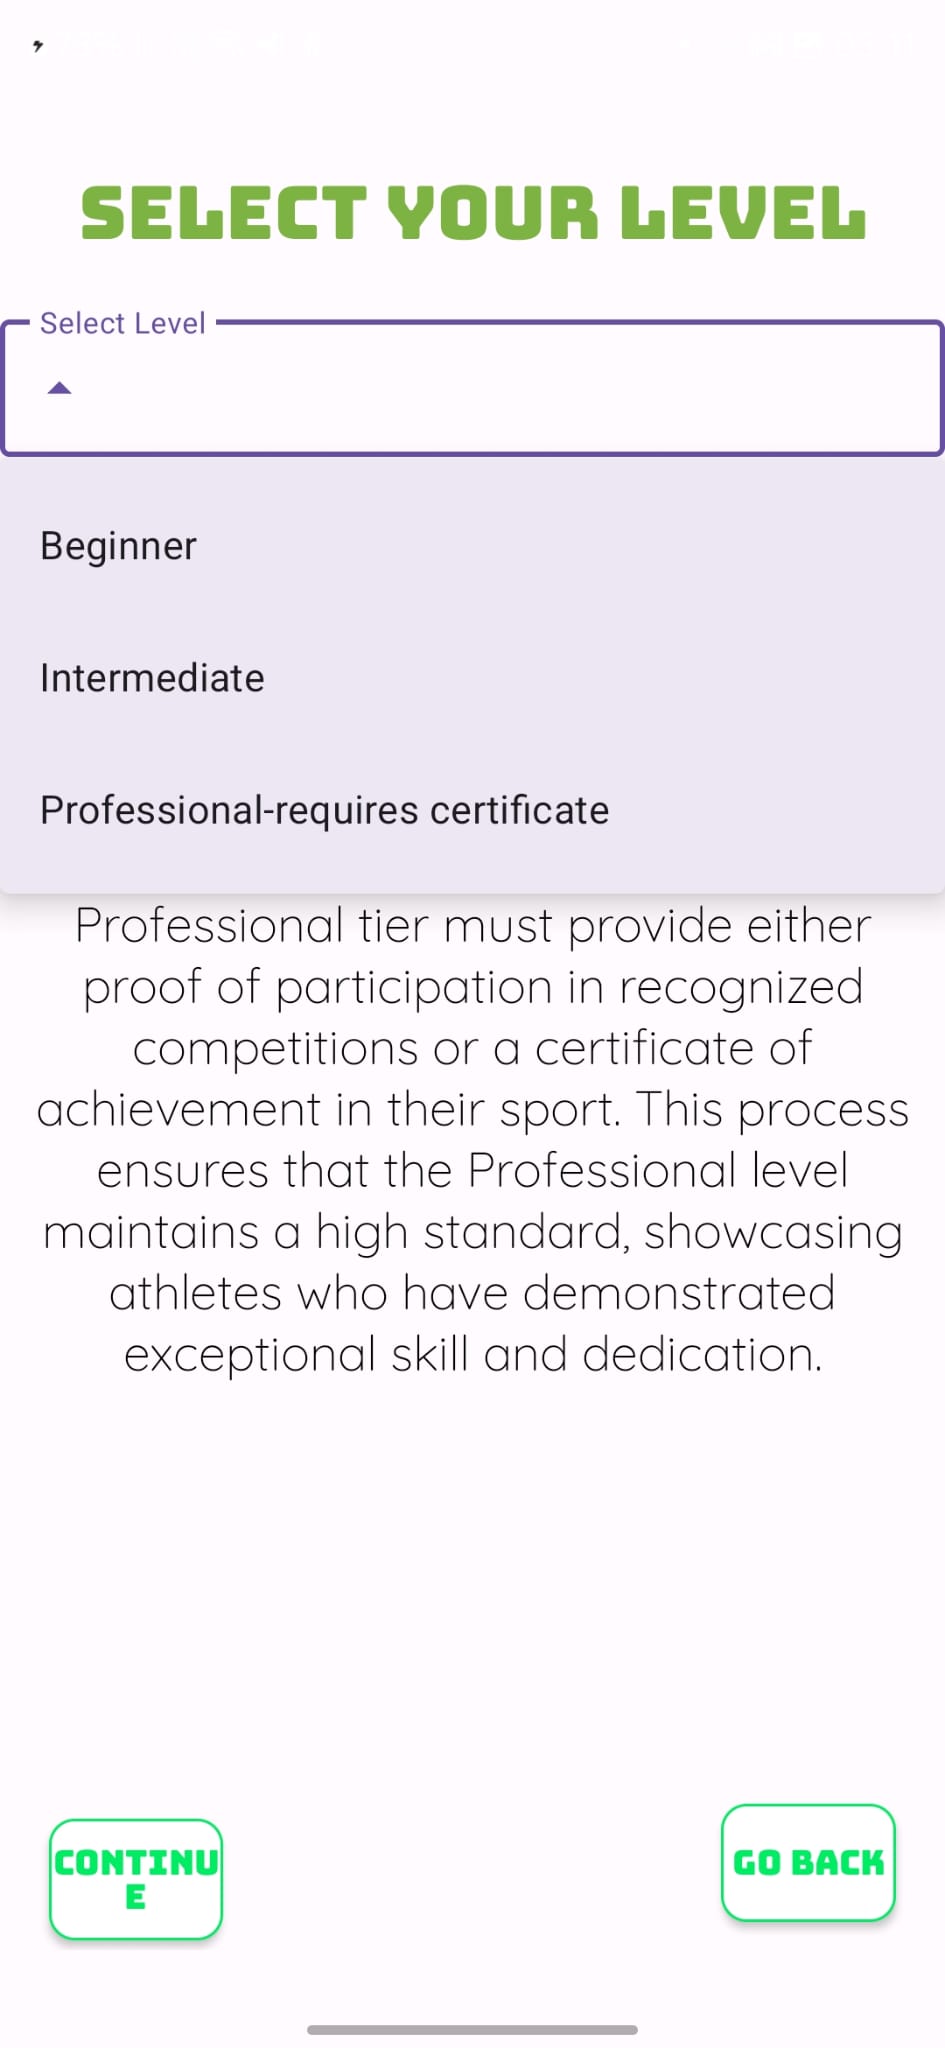 SELECT YOUR LEVEL
Select Level
Beginner
Intermediate
Professional-requires certificate
Professional tier must provide either
proof of participation in recognized
competitions or a certificate of
achievement in their sport. This process
ensures that the Professional level
maintains a high standard, showcasing
athletes who have demonstrated
exceptional skill and dedication.
CONTINU
E
GO BACK